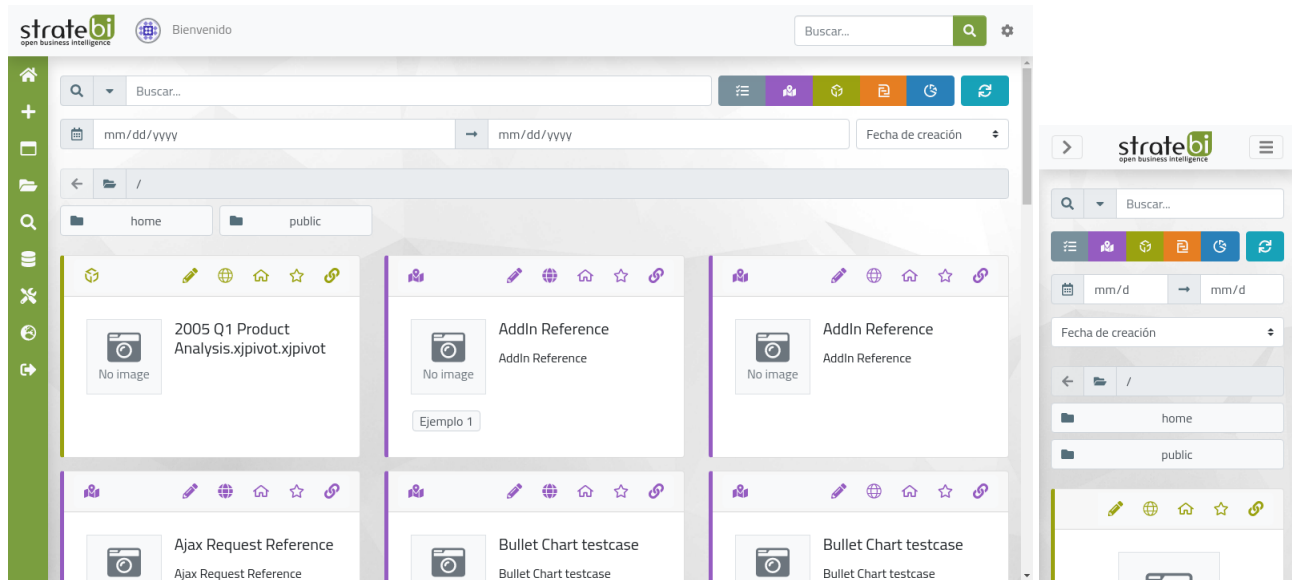 stratebi
open business intelligence
Bienvenido
Buscar...
Buscar...
mm/dd/yyyy
mm/dd/yyyy
Fecha de creación
/
home
public
2005 Q1 Product
Analysis.xjpivot.xjpivot
No image
AddIn Reference
AddIn Reference
No image
Ejemplo 1
AddIn Reference
AddIn Reference
No image
Ajax Request Reference
Ajax Request Reference
Bullet Chart testcase
Bullet Chart testcase
Bullet Chart testcase
Bullet Chart testcase
stratebi
open business intelligence
Buscar...
mm/d
mm/d
Fecha de creación
/
home
public